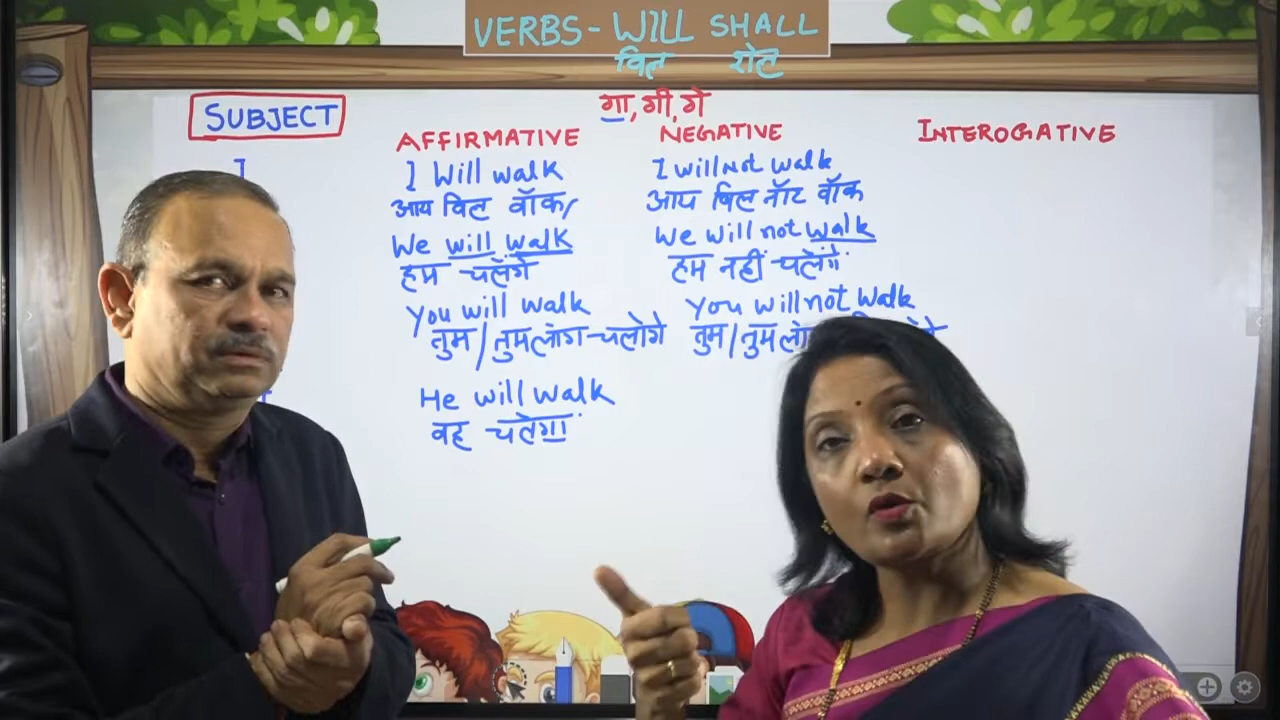 VERBS - WILL SHALL
विल शेल
गा, गी, गे
SUBJECT
AFFIRMATIVE
NEGATIVE
INTEROGATIVE
I
I Will walk
I will Not walk
आय विल वॉक/
आय विल नॉट वॉक
We will walk
We will not walk
हम चलेंगे
हम नहीं चलेंगे
You will walk
You will not walk
तुम/तुमलोग चलोगे
तुम/
He will walk
वह चलेगा